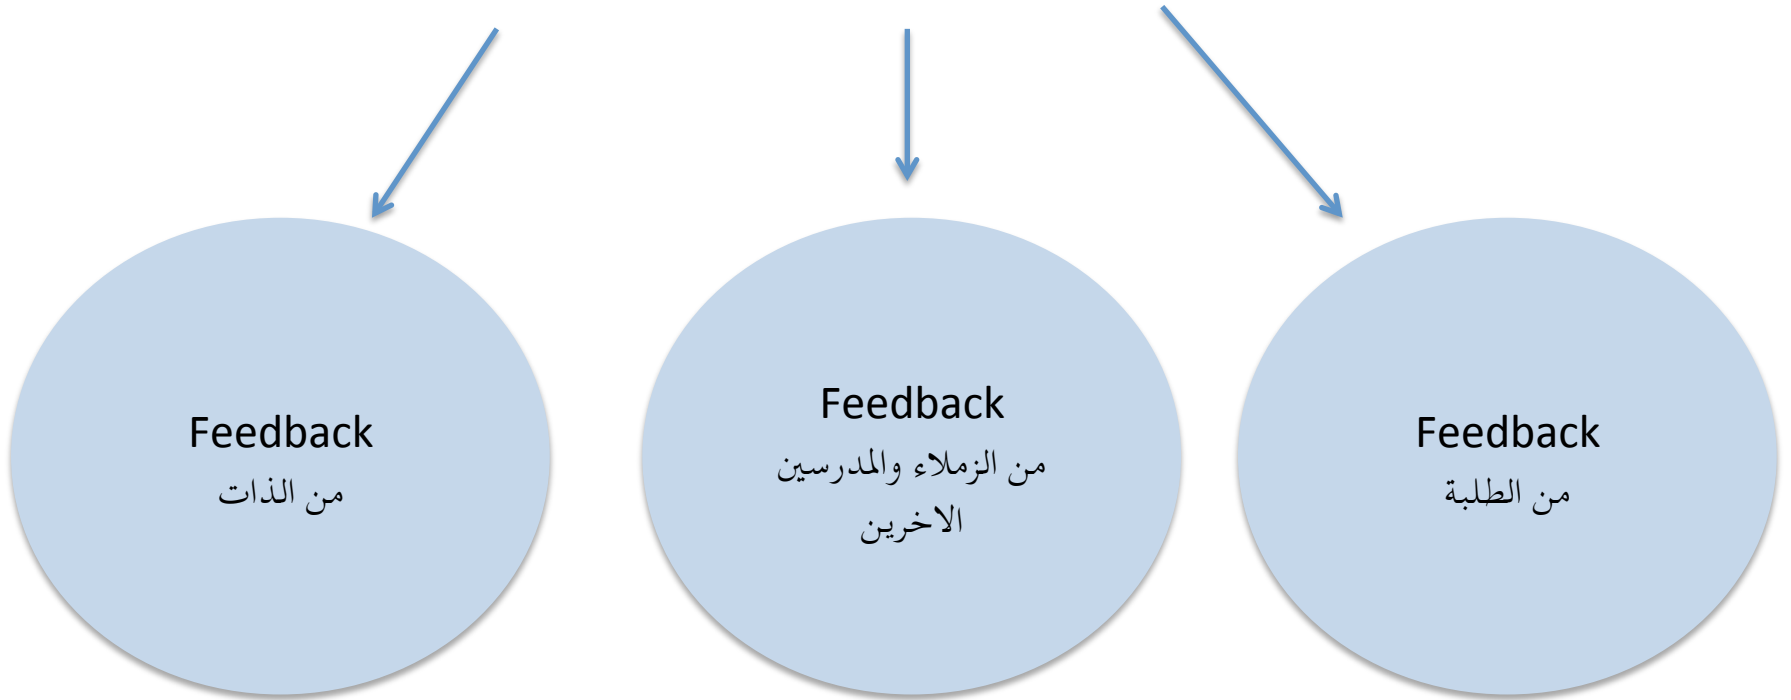 Feedback
من الذات
Feedback
من الزملاء والمدرسين
الاخرين
Feedback
من الطلبة